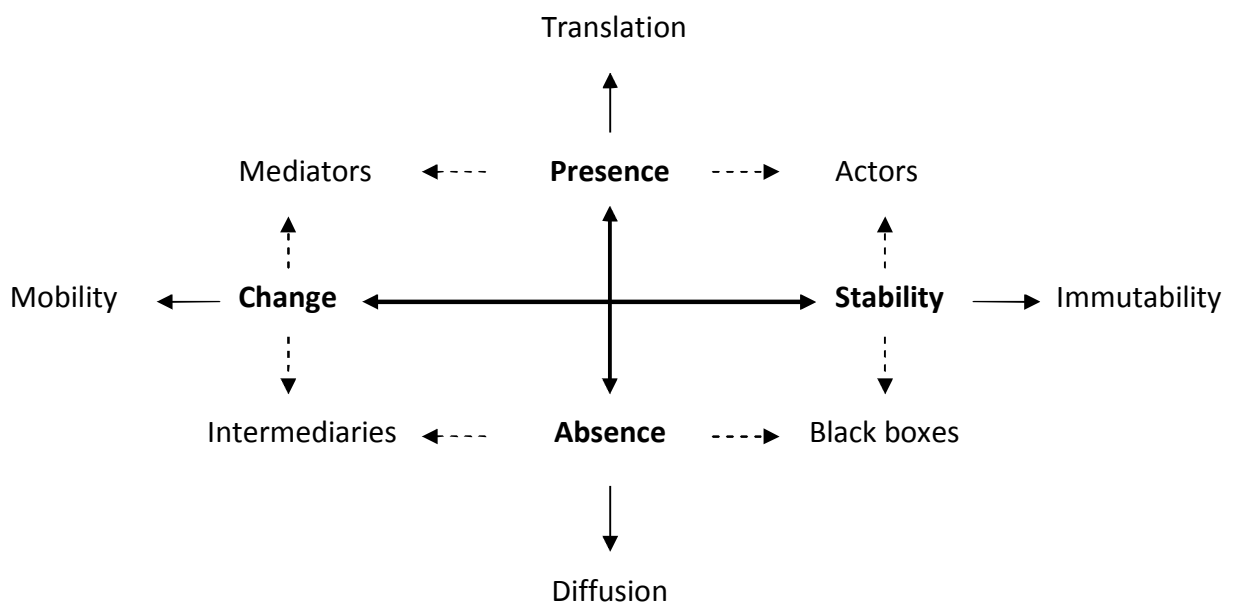 Translation
Mediators Presence Actors
Mobility Change Stability Immutability
Intermediaries Absence Black boxes
Diffusion